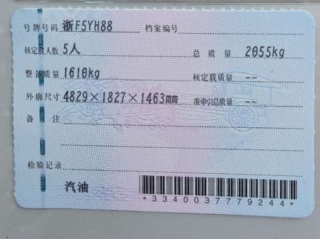 号牌号码 浙F5YH88 档案编号
核定载人数 5人 总质量 2055kg
整备质量 1610kg 核定载质量 --
外廓尺寸 4829×1827×1463mm 准牵引总质量 --
备注
检验记录
汽油
*3340037779244*